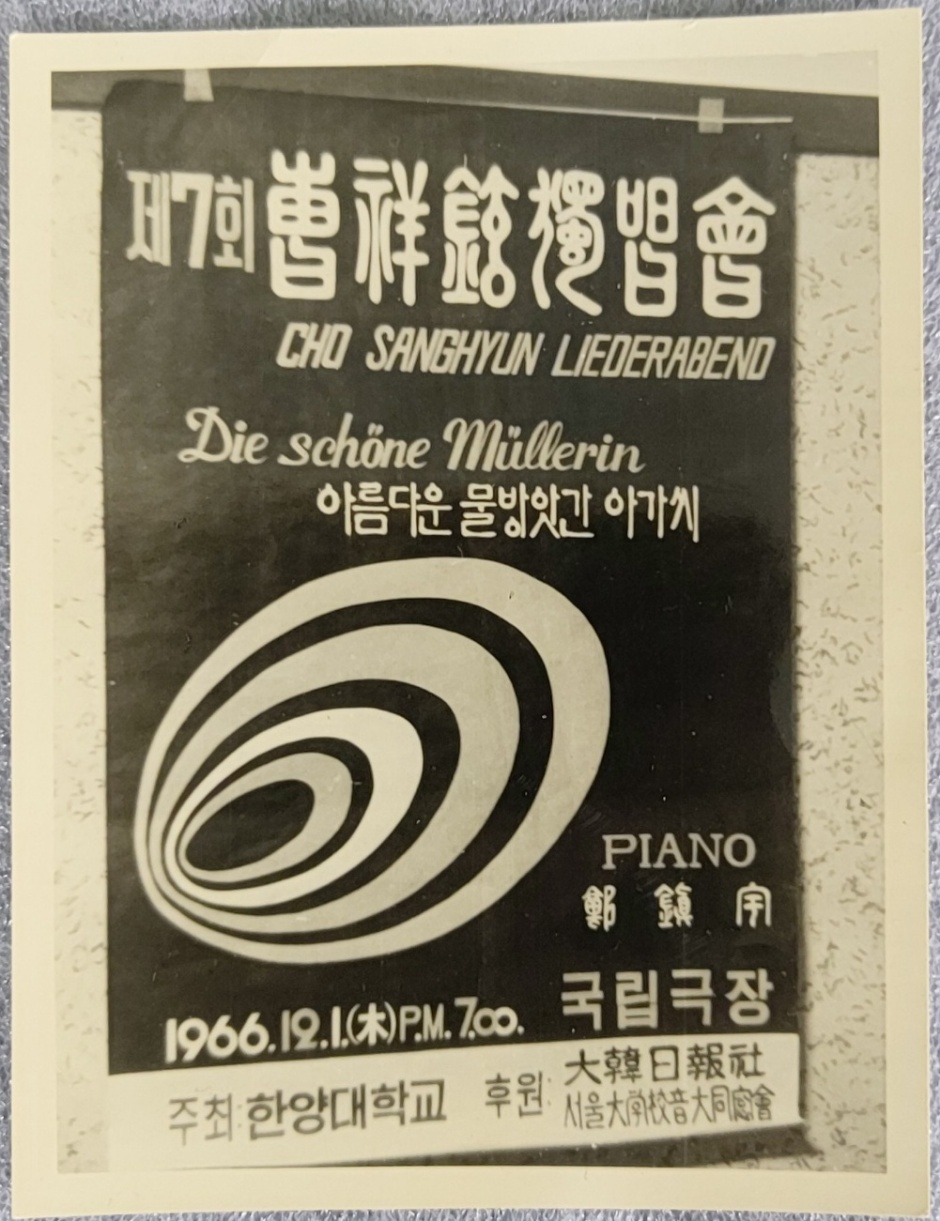 제7회 曺祥鉉獨唱會
CHO SANGHYUN LIEDERABEND
Die schöne Müllerin
아름다운 물방앗간 아가씨
PIANO
鄭鎭宇
국립극장
1966.12.1.(木)P.M.7.00.
주최:한양대학교 후원:大韓日報社
서울大学校音大同窓會